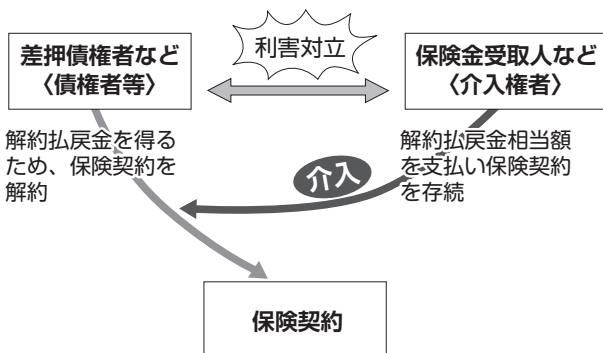 利害対立
差押債権者など
〈債権者等〉
保険金受取人など
〈介入権者〉
解約払戻金を得る
ため、保険契約を
解約
解約払戻金相当額
を支払い保険契約
を存続
介入
保険契約